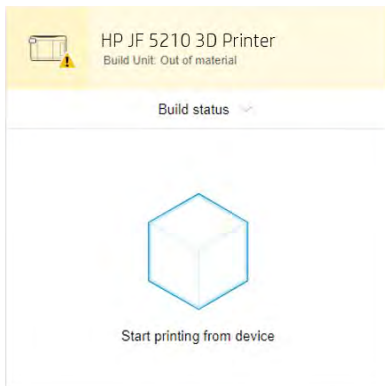 HP JF 5210 3D Printer
Build Unit: Out of material
Build status
Start printing from device